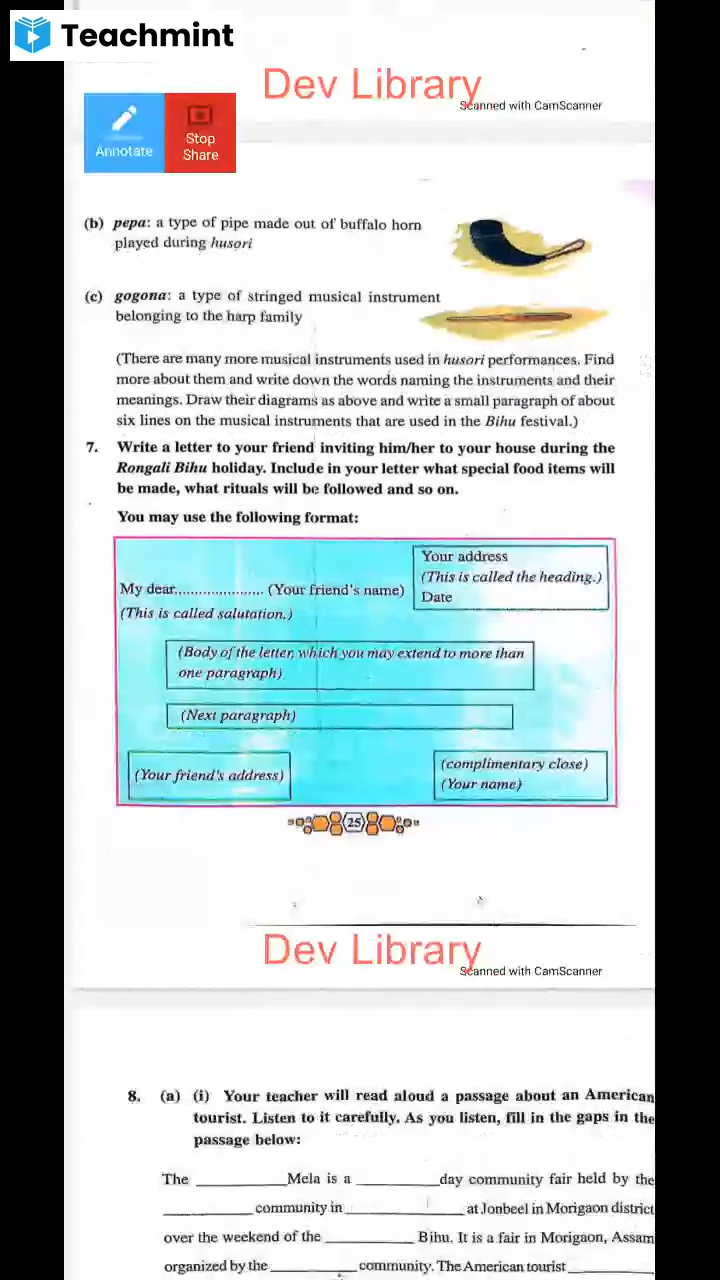 Teachmint
Dev Library
Scanned with CamScanner
Annotate
Stop
Share
(b) pepa: a type of pipe made out of buffalo horn
played during husori
(c) gogona: a type of stringed musical instrument
belonging to the harp family
(There are many more musical instruments used in husori performances. Find
more about them and write down the words naming the instruments and their
meanings. Draw their diagrams as above and write a small paragraph of about
six lines on the musical instruments that are used in the Bihu festival.)
7. Write a letter to your friend inviting him/her to your house during the
Rongali Bihu holiday. Include in your letter what special food items will
be made, what rituals will be followed and so on.
You may use the following format:
Your address
(This is called the heading.)
Date
My dear...................... (Your friend's name)
(This is called salutation.)
(Body of the letter, which you may extend to more than
one paragraph)
(Next paragraph)
(Your friend's address)
(complimentary close)
(Your name)
25
Dev Library
Scanned with CamScanner
8. (a) (i) Your teacher will read aloud a passage about an American
tourist. Listen to it carefully. As you listen, fill in the gaps in the
passage below:
The __________ Mela is a __________ day community fair held by the
__________ community in __________ at Jonbeel in Morigaon district
over the weekend of the __________ Bihu. It is a fair in Morigaon, Assam
organized by the __________ community. The American tourist __________